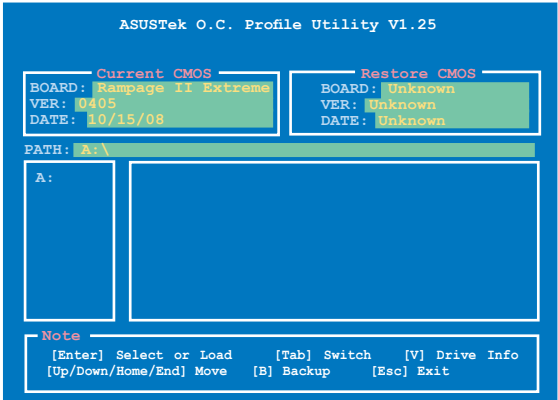 ASUSTek O.C. Profile Utility V1.25
Current CMOS
BOARD: Rampage II Extreme
VER: 0405
DATE: 10/15/08
Restore CMOS
BOARD: Unknown
VER: Unknown
DATE: Unknown
PATH: A:\
A:
Note
[Enter] Select or Load [Tab] Switch [V] Drive Info
[Up/Down/Home/End] Move [B] Backup [Esc] Exit